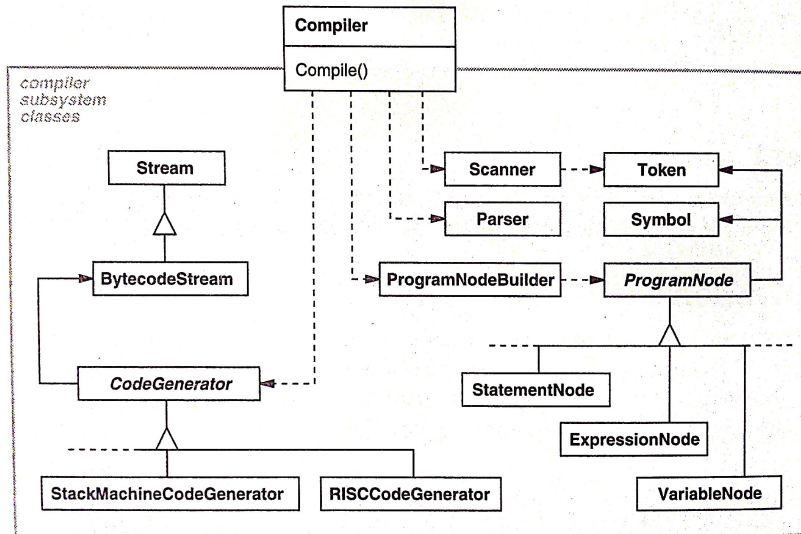 Compiler
Compile()
compiler
subsystem
classes
Stream
Scanner
Token
Parser
Symbol
BytecodeStream
ProgramNodeBuilder
ProgramNode
CodeGenerator
StatementNode
ExpressionNode
StackMachineCodeGenerator
RISCCodeGenerator
VariableNode